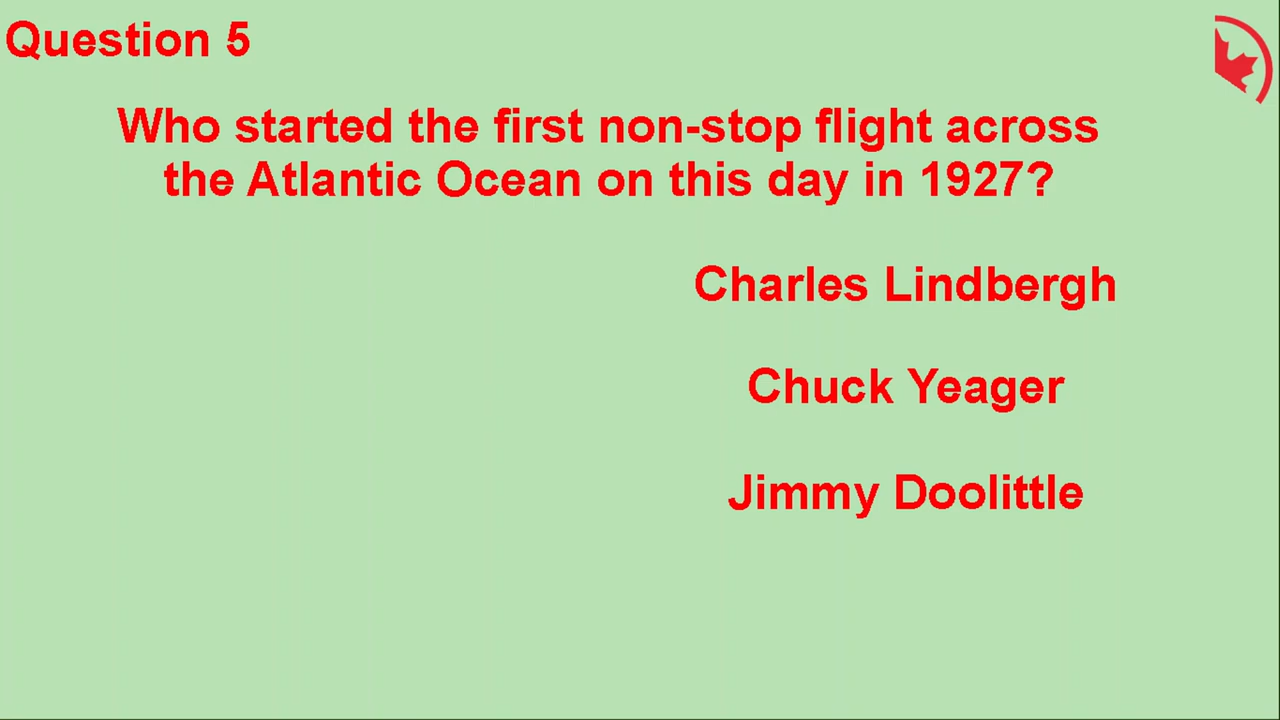 Question 5
Who started the first non-stop flight across
the Atlantic Ocean on this day in 1927?
Charles Lindbergh
Chuck Yeager
Jimmy Doolittle